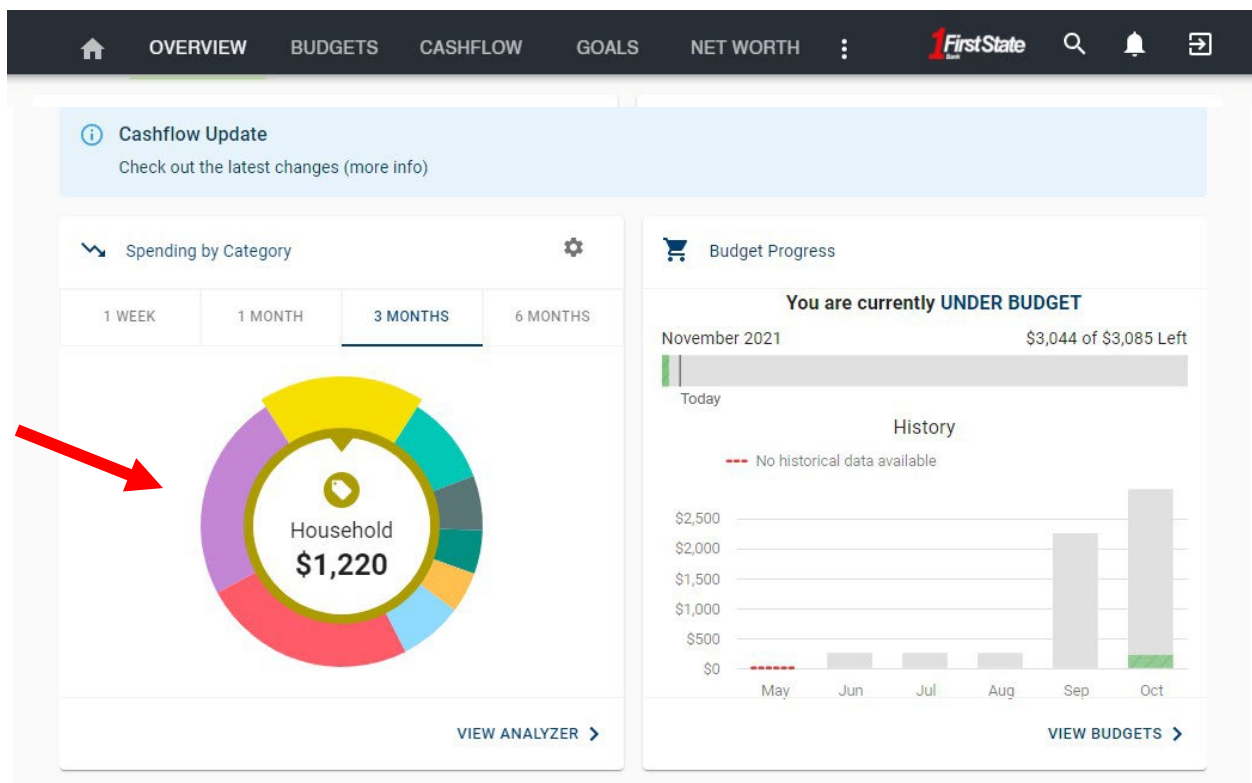 OVERVIEW BUDGETS CASHFLOW GOALS NET WORTH 1FirstState
Bank
Cashflow Update
Check out the latest changes (more info)
Spending by Category
1 WEEK 1 MONTH 3 MONTHS 6 MONTHS
Household
$1,220
VIEW ANALYZER
Budget Progress
You are currently UNDER BUDGET
November 2021 $3,044 of $3,085 Left
Today
History
No historical data available
$2,500
$2,000
$1,500
$1,000
$500
$0
May Jun Jul Aug Sep Oct
VIEW BUDGETS